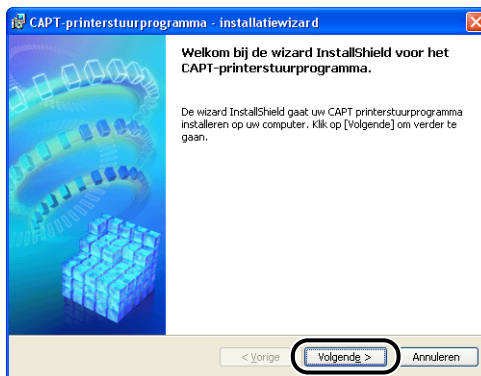 CAPT-printerstuurprogramma - installatiewizard
Welkom bij de wizard InstallShield voor het
CAPT-printerstuurprogramma.
De wizard InstallShield gaat uw CAPT printerstuurprogramma
installeren op uw computer. Klik op [Volgende] om verder te
gaan.
< Vorige
Volgende >
Annuleren